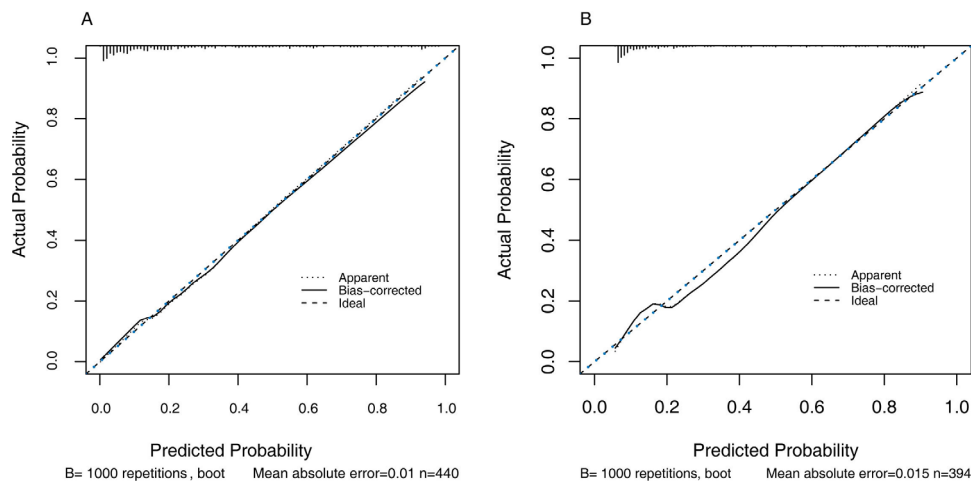 A
Actual Probability
1.0
0.8
0.6
0.4
0.2
0.0
Apparent
Bias-corrected
Ideal
0.0 0.2 0.4 0.6 0.8 1.0
Predicted Probability
B= 1000 repetitions, boot Mean absolute error=0.01 n=440
B
Actual Probability
1.0
0.8
0.6
0.4
0.2
0.0
Apparent
Bias-corrected
Ideal
0.0 0.2 0.4 0.6 0.8 1.0
Predicted Probability
B= 1000 repetitions, boot Mean absolute error=0.015 n=394